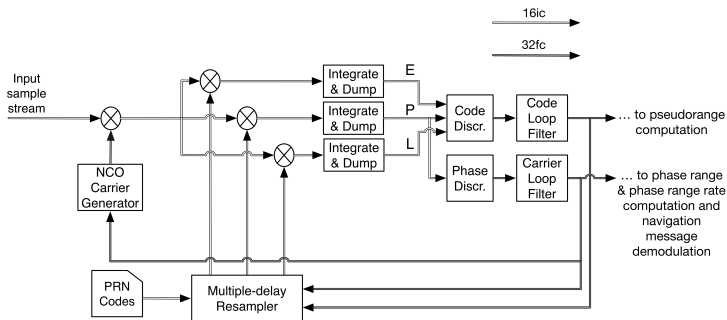 16ic
32fc
Input
sample
stream
Integrate
& Dump
E
Integrate
& Dump
P
Integrate
& Dump
L
Code
Discr.
Code
Loop
Filter
... to pseudorange
computation
Phase
Discr.
Carrier
Loop
Filter
... to phase range
& phase range rate
computation and
navigation
message
demodulation
NCO
Carrier
Generator
PRN
Codes
Multiple-delay
Resampler